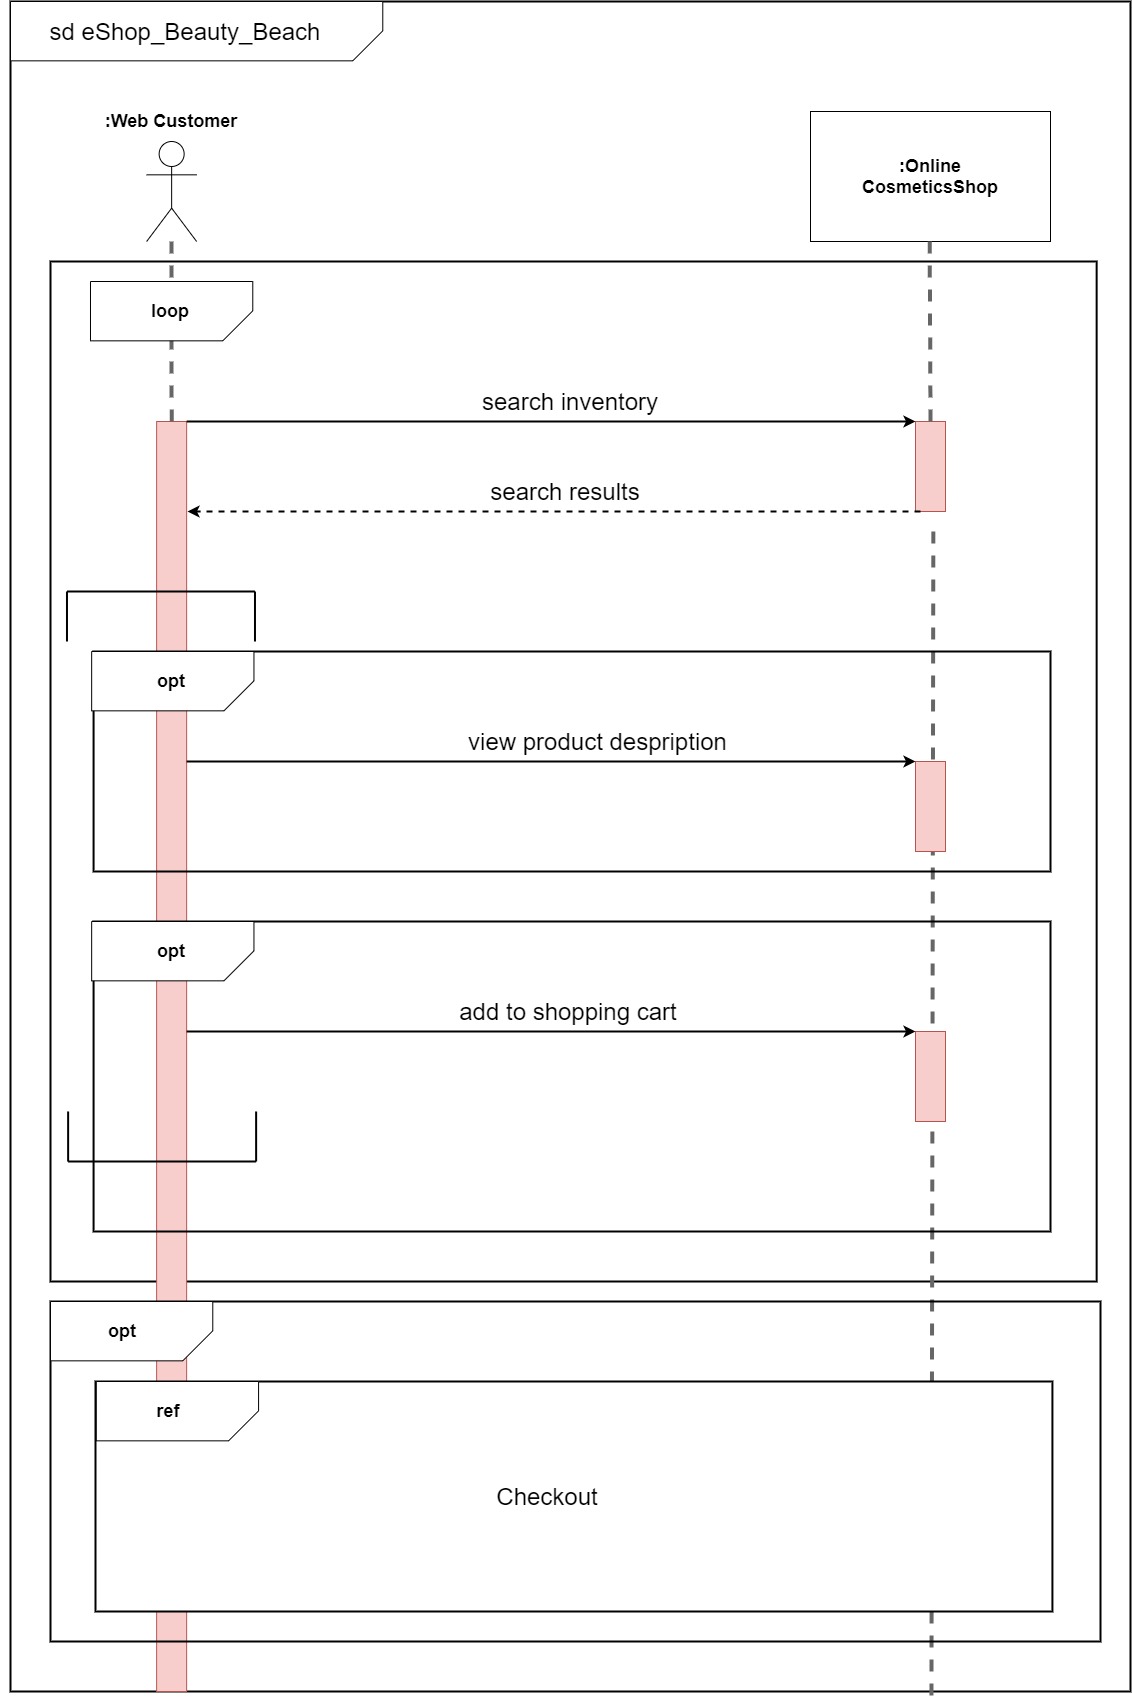 sd eShop_Beauty_Beach
:Web Customer
:Online
CosmeticsShop
loop
search inventory
search results
opt
view product despription
opt
add to shopping cart
opt
ref
Checkout